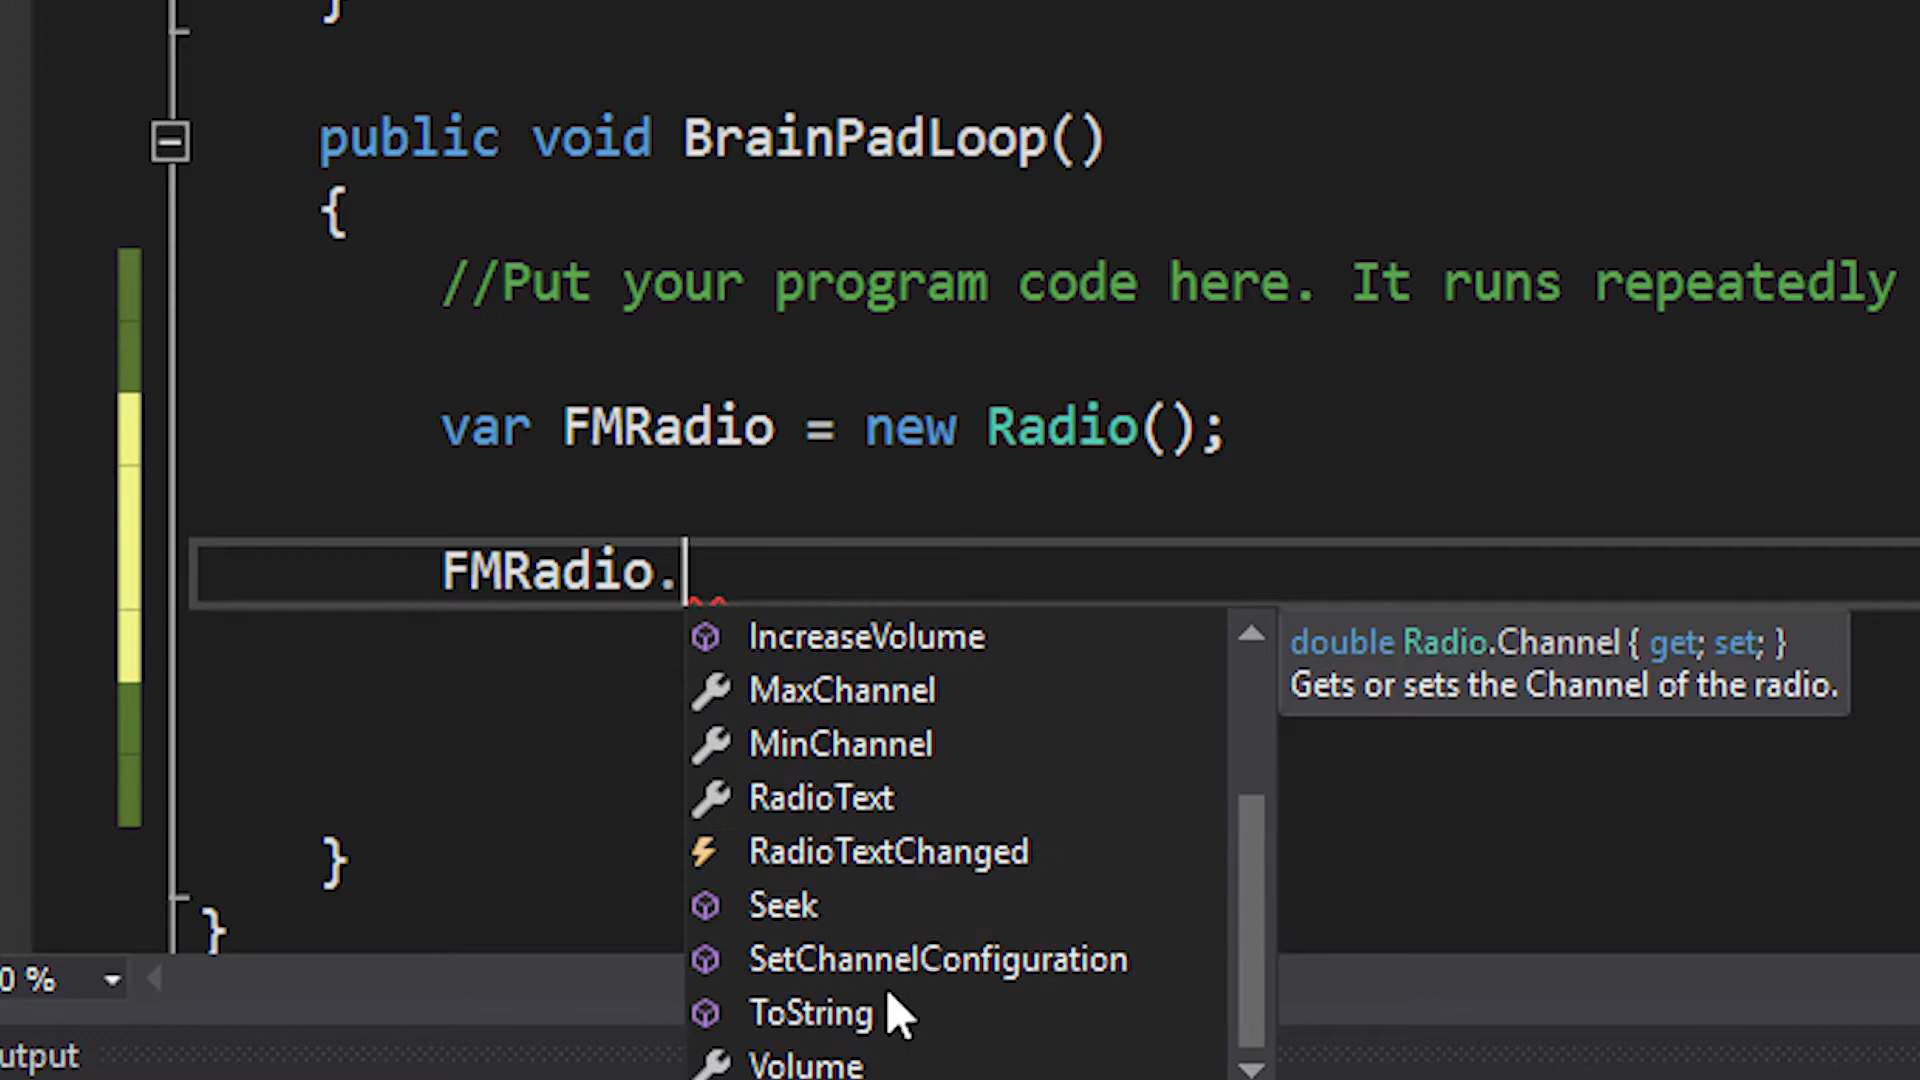 }
public void BrainPadLoop()
{
//Put your program code here. It runs repeatedly
var FMRadio = new Radio();
FMRadio.
IncreaseVolume
double Radio.Channel { get; set; }
Gets or sets the Channel of the radio.
MaxChannel
MinChannel
RadioText
RadioTextChanged
}
Seek
}
SetChannelConfiguration
0 %
ToString
utput
Volume